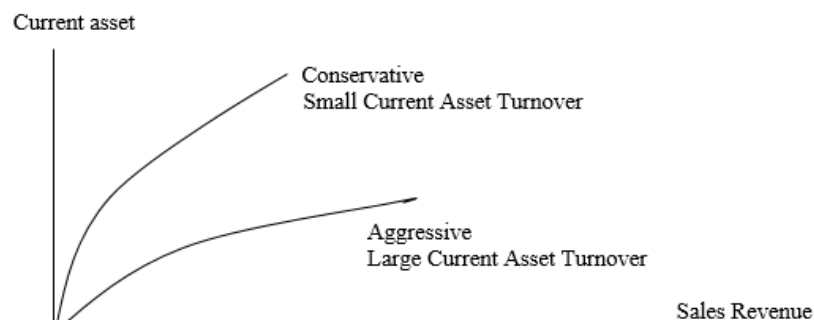 Current asset
Conservative
Small Current Asset Turnover
Aggressive
Large Current Asset Turnover
Sales Revenue